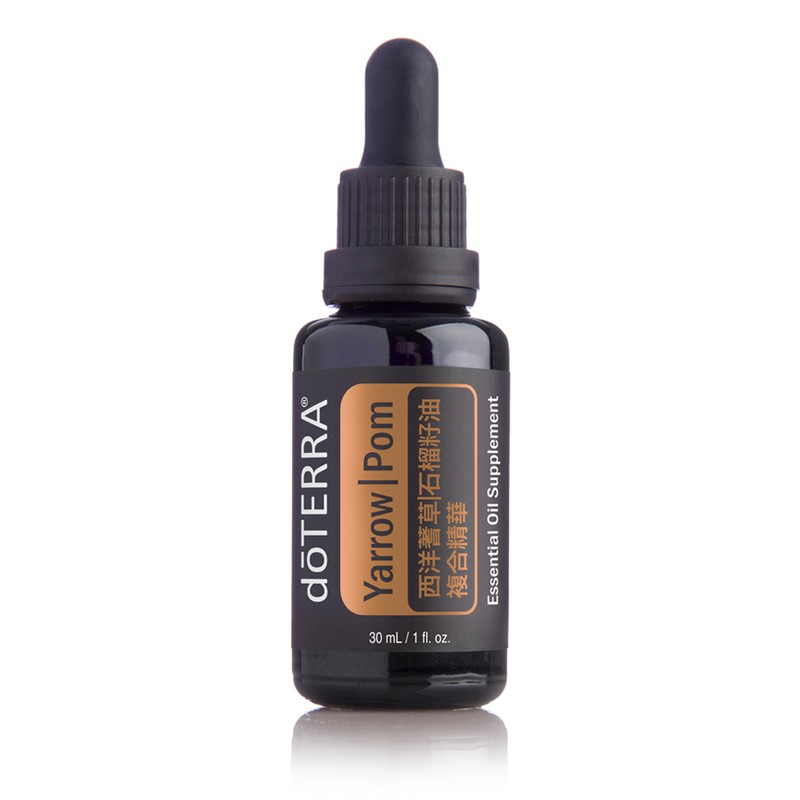 dōTERRA®
Yarrow|Pom
西洋蓍草|石榴籽油
複合精華
Essential Oil Supplement
30 mL / 1 fl. oz.